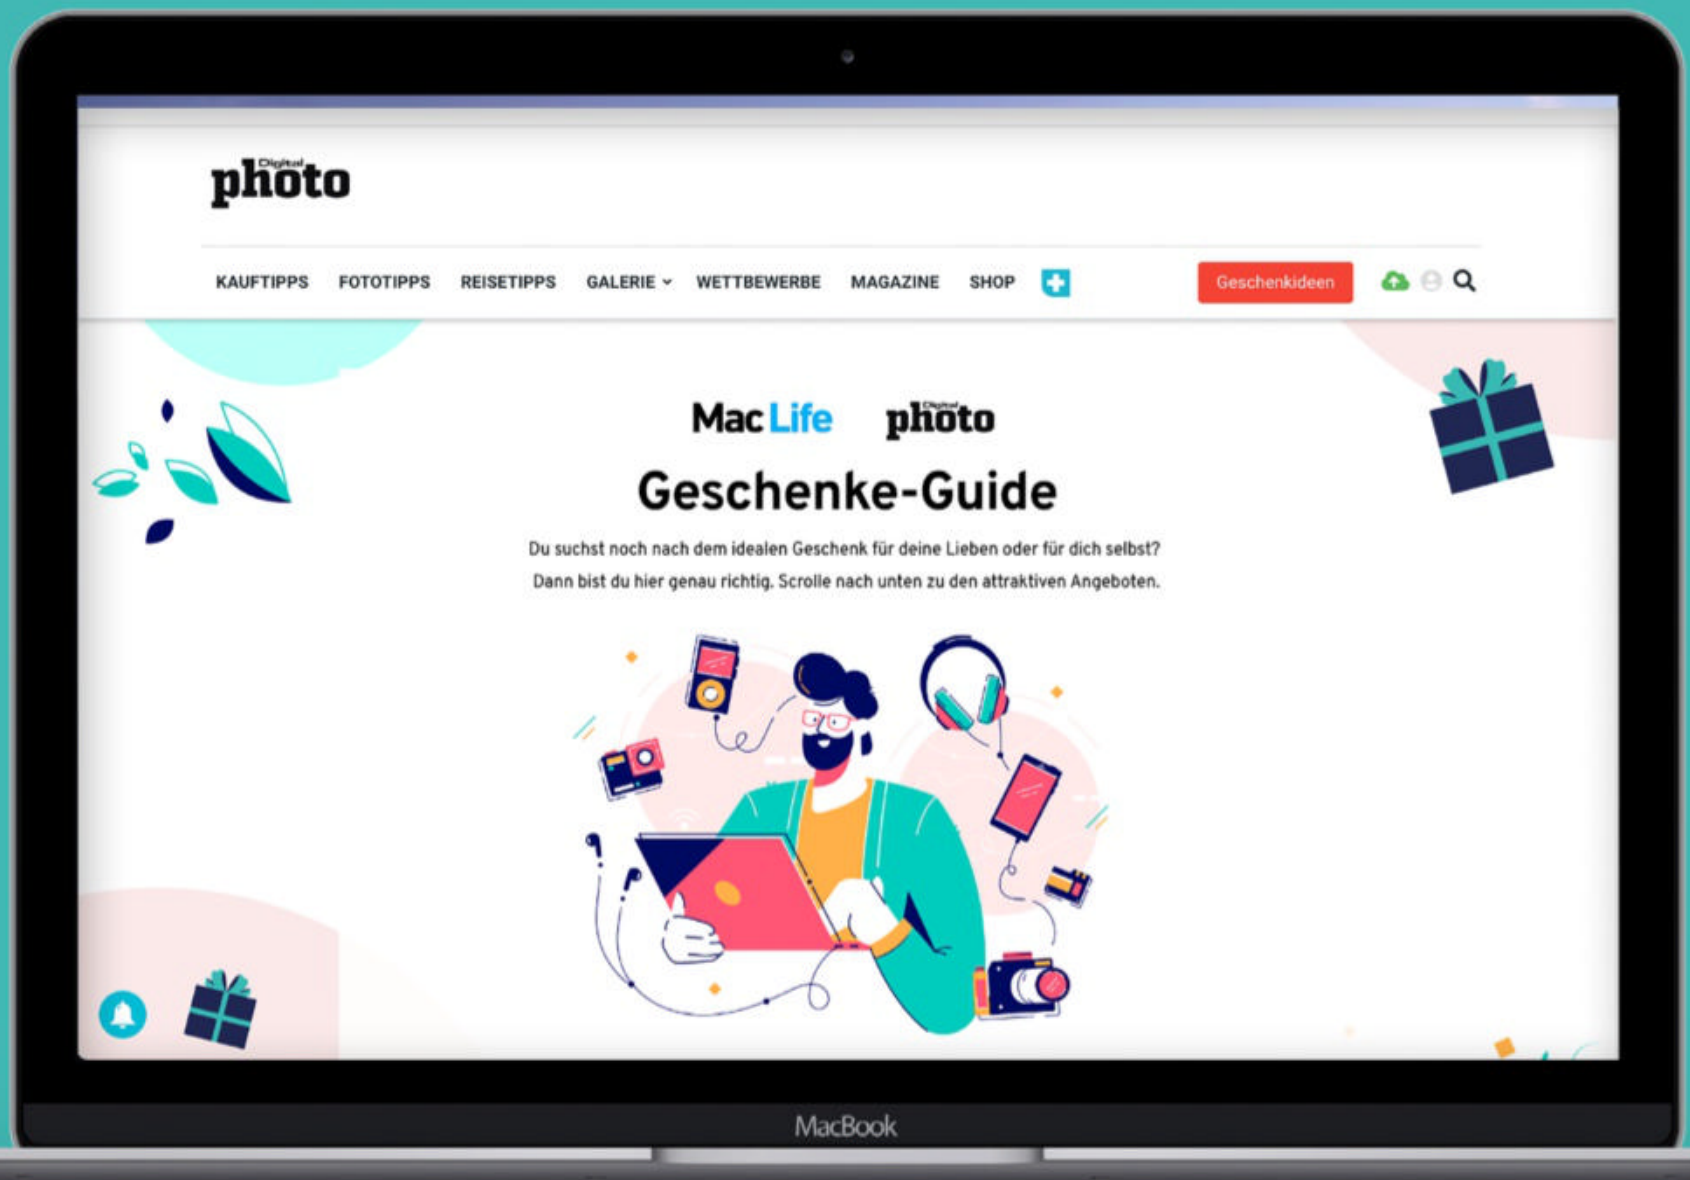 Digital
photo
KAUFTIPPS FOTOTIPPS REISETIPPS GALERIE WETTBEWERBE MAGAZINE SHOP Geschenkideen
Mac Life Digital photo
Geschenke-Guide
Du suchst noch nach dem idealen Geschenk für deine Lieben oder für dich selbst?
Dann bist du hier genau richtig. Scrolle nach unten zu den attraktiven Angeboten.
MacBook